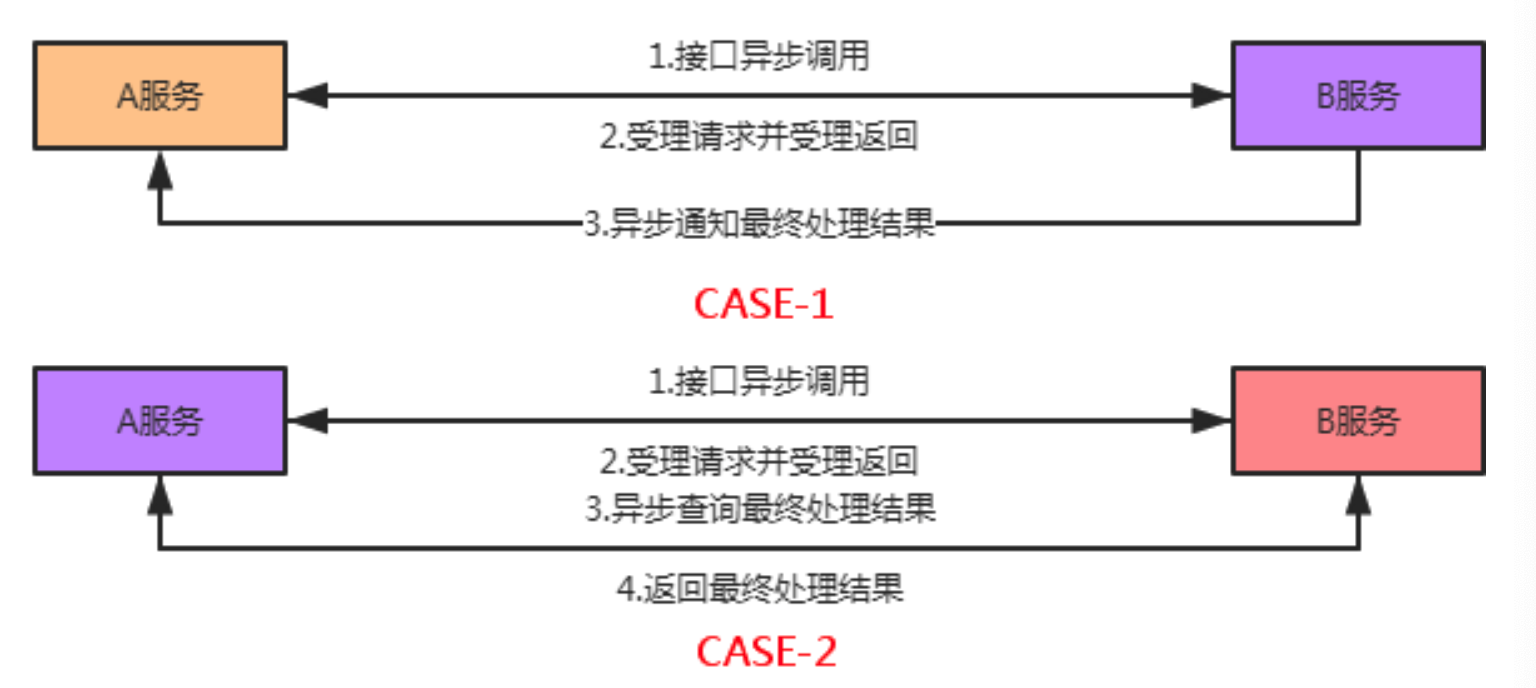 1.接口异步调用
A服务
B服务
2.受理请求并受理返回
3.异步通知最终处理结果
CASE-1
1.接口异步调用
A服务
B服务
2.受理请求并受理返回
3.异步查询最终处理结果
4.返回最终处理结果
CASE-2